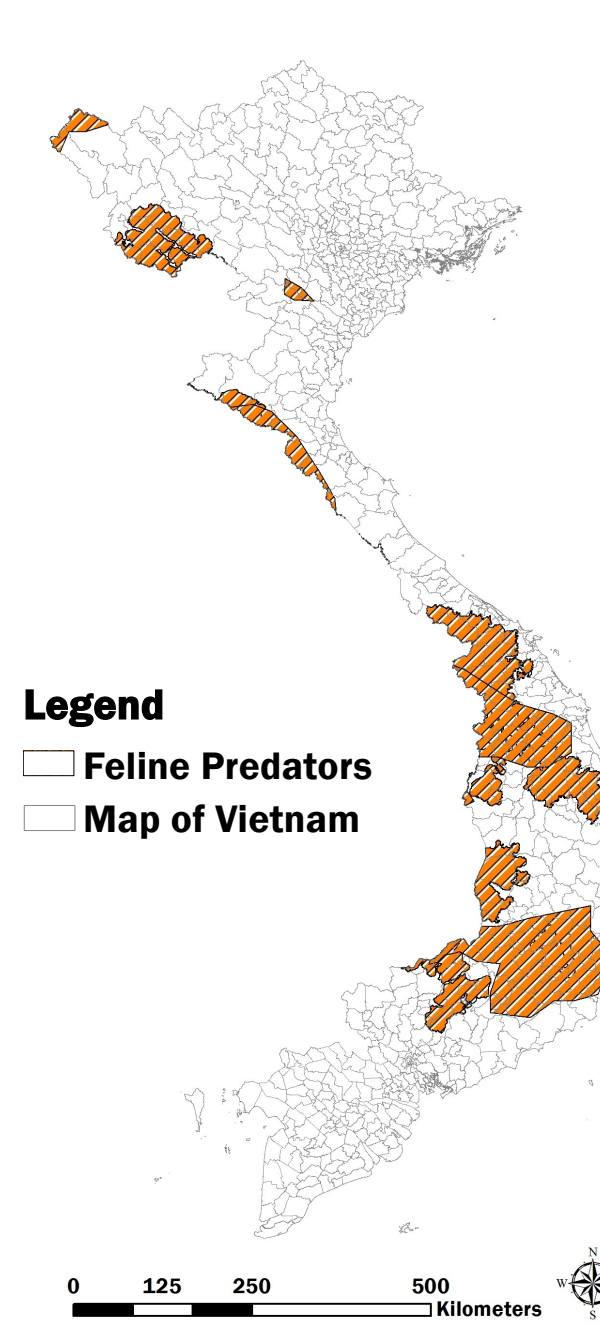 Legend
Feline Predators
Map of Vietnam
0 125 250 500
Kilometers
N
W
S